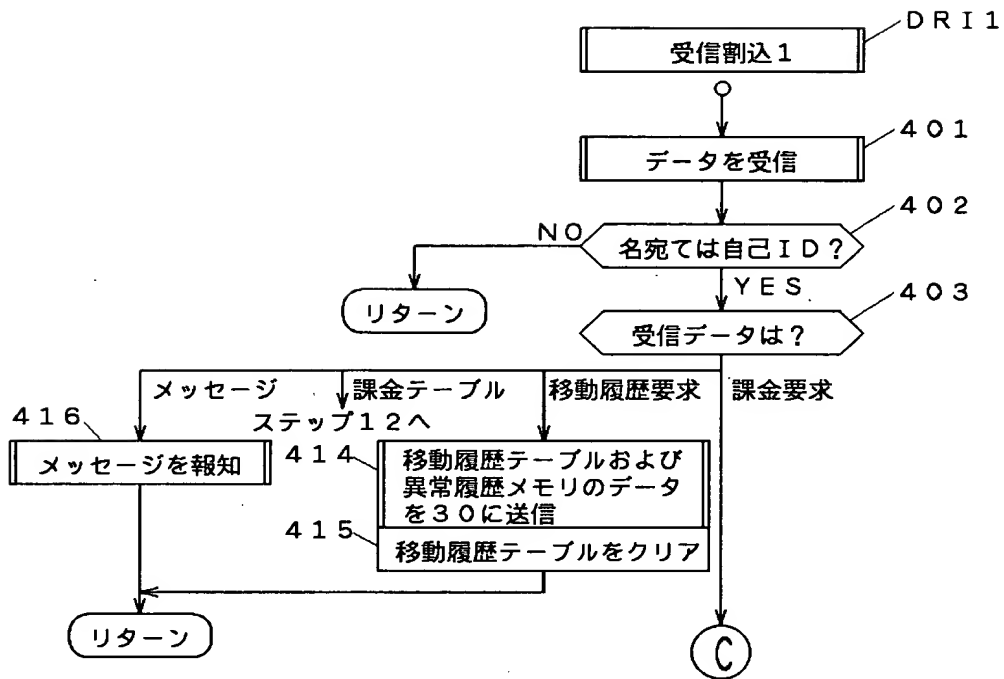 ＤＲＩ１
受信割込１
４０１
データを受信
４０２
名宛ては自己ＩＤ？
ＮＯ
ＹＥＳ
４０３
リターン
受信データは？
メッセージ
課金テーブル
移動履歴要求
課金要求
ステップ１２へ
４１６
メッセージを報知
４１４
移動履歴テーブルおよび
異常履歴メモリのデータ
を３０に送信
４１５
移動履歴テーブルをクリア
リターン
Ｃ